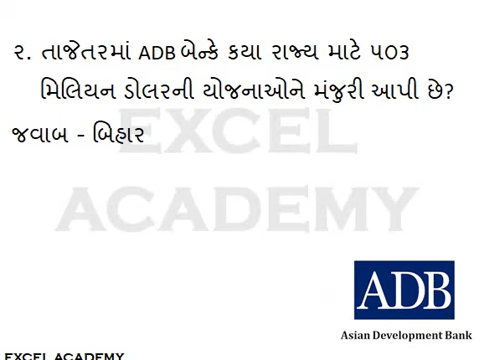 ૨. તાજેતરમાં ADB બેન્કે કયા રાજ્ય માટે ૫૦૩
મિલિયન ડોલરની યોજનાઓને મંજુરી આપી છે?
જવાબ - બિહાર
EXCEL
ACADEMY
ADB
Asian Development Bank
EXCEL ACADEMY